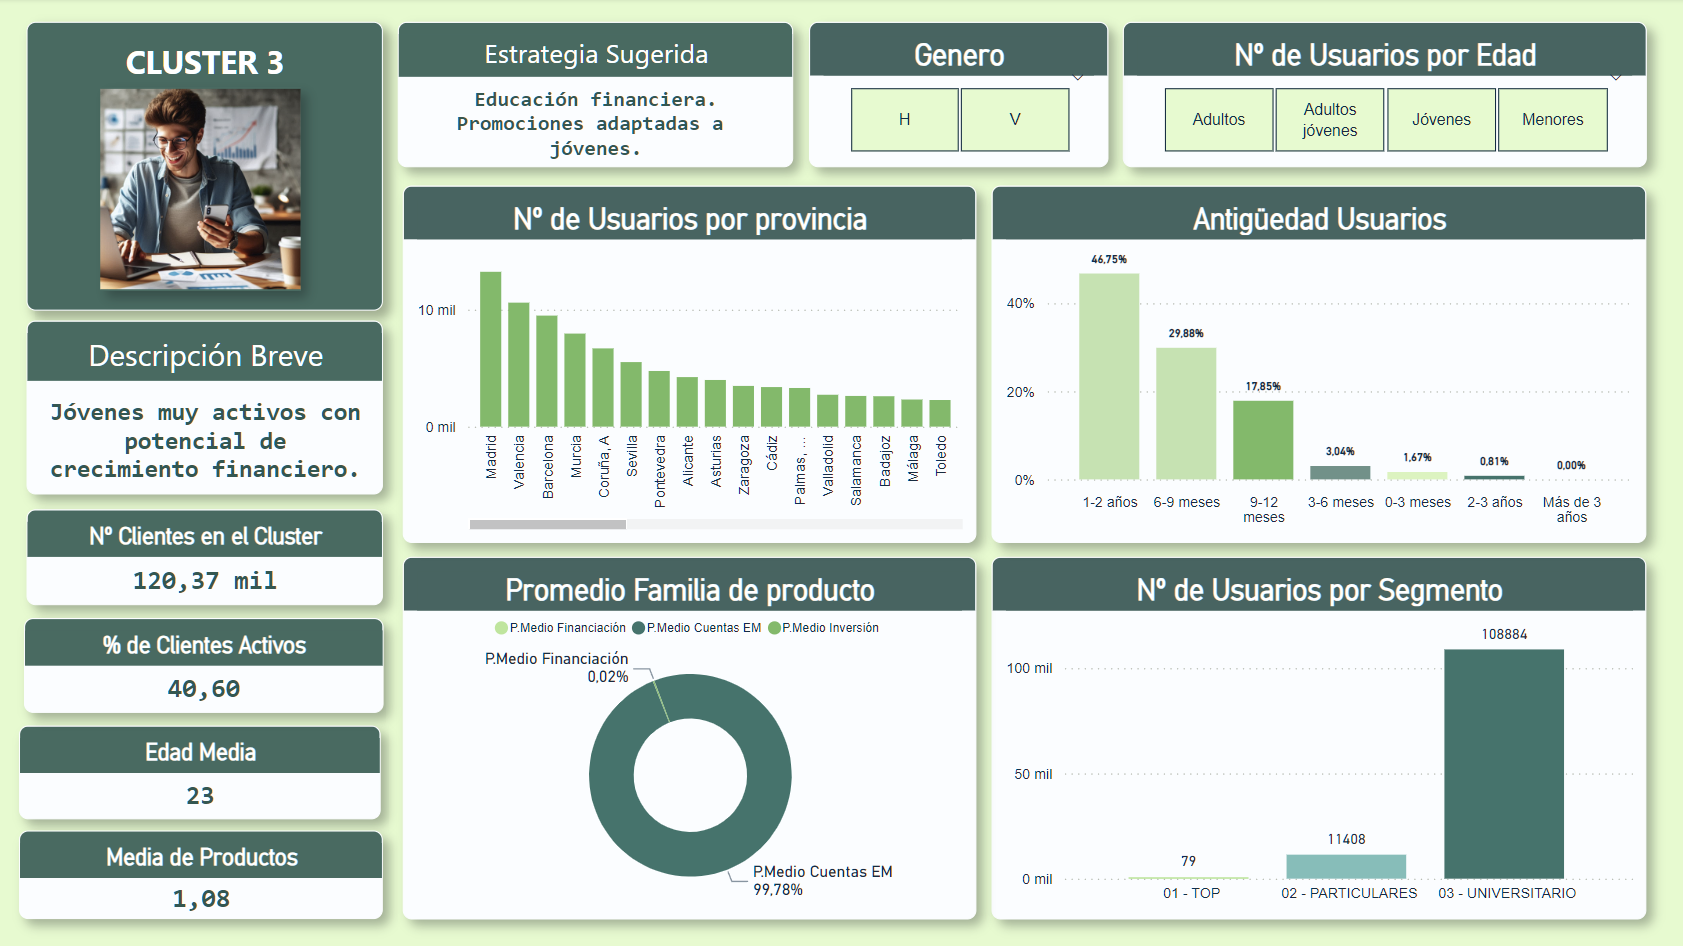 CLUSTER 3
Descripción Breve
Jóvenes muy activos con
potencial de
crecimiento financiero.
Nº Clientes en el Cluster
120,37 mil
% de Clientes Activos
40,60
Edad Media
23
Media de Productos
1,08
Estrategia Sugerida
Educación financiera.
Promociones adaptadas a
jóvenes.
Genero
H
V
Nº de Usuarios por Edad
Adultos
Adultos
jóvenes
Jóvenes
Menores
Nº de Usuarios por provincia
10 mil
0 mil
Madrid
Valencia
Barcelona
Murcia
Coruña, A
Sevilla
Pontevedra
Alicante
Asturias
Zaragoza
Cádiz
Palmas, ...
Valladolid
Salamanca
Badajoz
Málaga
Toledo
Antigüedad Usuarios
40%
20%
0%
46,75%
29,88%
17,85%
3,04%
1,67%
0,81%
0,00%
1-2 años
6-9 meses
9-12
meses
3-6 meses
0-3 meses
2-3 años
Más de 3
años
Promedio Familia de producto
P.Medio Financiación
P.Medio Cuentas EM
P.Medio Inversión
P.Medio Financiación
0,02%
P.Medio Cuentas EM
99,78%
Nº de Usuarios por Segmento
100 mil
50 mil
0 mil
79
11408
108884
01 - TOP
02 - PARTICULARES
03 - UNIVERSITARIO